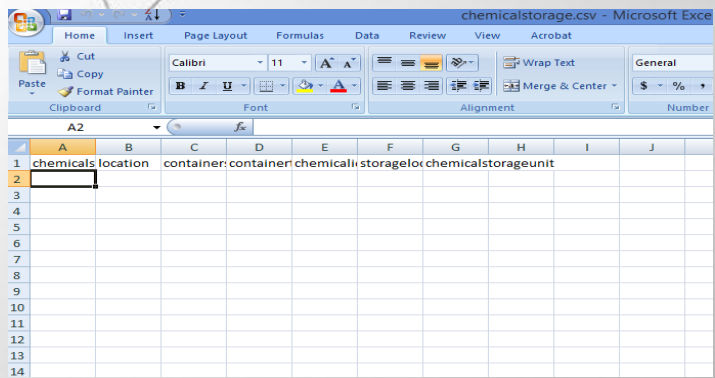 chemicalstorage.csv - Microsoft Exce
Home Insert Page Layout Formulas Data Review View Acrobat
Cut
Copy
Format Painter
Paste
Calibri 11 A A Wrap Text General
B I U A Merge & Center $ % ,
Clipboard Font Alignment Num
A2 fx
A B C D E F G H I J
1 chemicals location containers container chemicali storageloc chemicalstorageunit
2
3
4
5
6
7
8
9
10
11
12
13
14